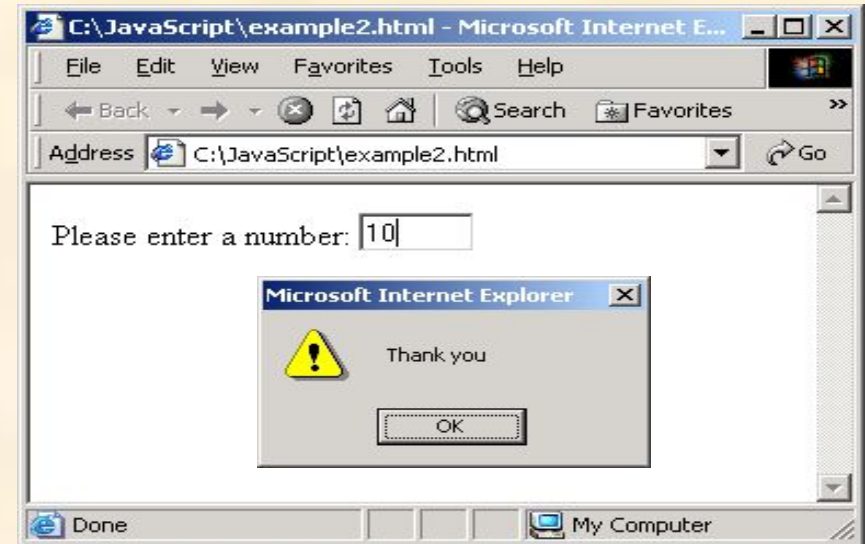 C:\JavaScript\example2.html - Microsoft Internet E...
File Edit View Favorites Tools Help
Back Search Favorites »
Address C:\JavaScript\example2.html Go
Please enter a number: 10
Microsoft Internet Explorer
Thank you
OK
Done My Computer